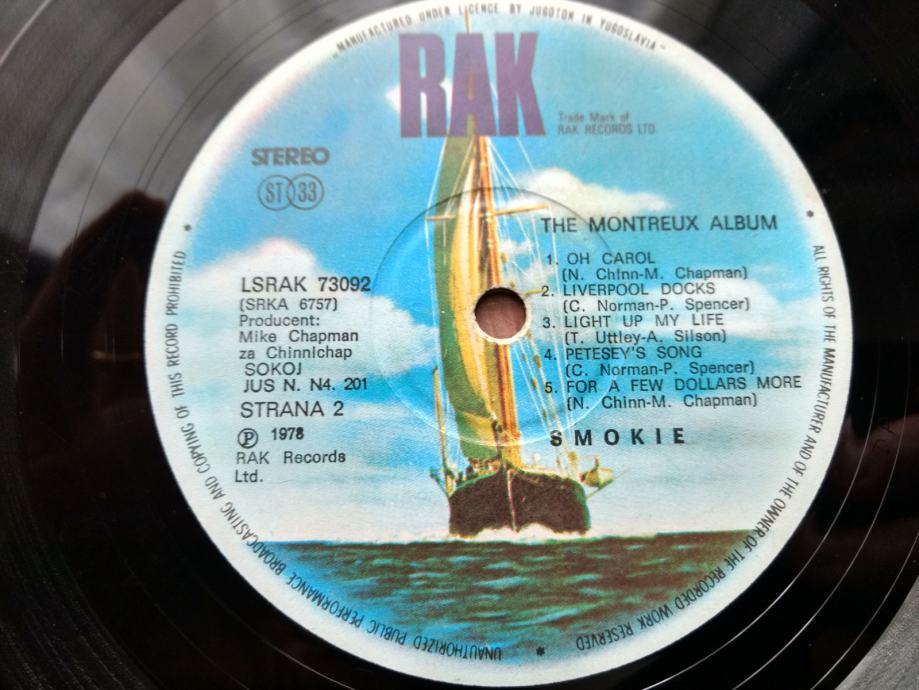 "MANUFACTURED UNDER LICENCE BY JUGOTON IN YUGOSLAVIA"
RAK
Trade Mark of
RAK RECORDS LTD.
STEREO
ST 33
THE MONTREUX ALBUM
1. OH CAROL
(N. Chinn-M. Chapman)
2. LIVERPOOL DOCKS
(C. Norman-P. Spencer)
3. LIGHT UP MY LIFE
(T. Uttley-A. Silson)
4. PETESEY'S SONG
(C. Norman-P. Spencer)
5. FOR A FEW DOLLARS MORE
(N. Chinn-M. Chapman)
SMOKIE
LSRAK 73092
(SRKA 6757)
Producent:
Mike Chapman
za Chinnichap
SOKOJ
JUS N. N4. 201
STRANA 2
℗ 1978
RAK Records
Ltd.
* ALL RIGHTS OF THE MANUFACTURER AND OF THE OWNER OF THE RECORDED WORK RESERVED *
UNAUTHORIZED PUBLIC PERFORMANCE BROADCASTING AND COPYING OF THIS RECORD PROHIBITED *